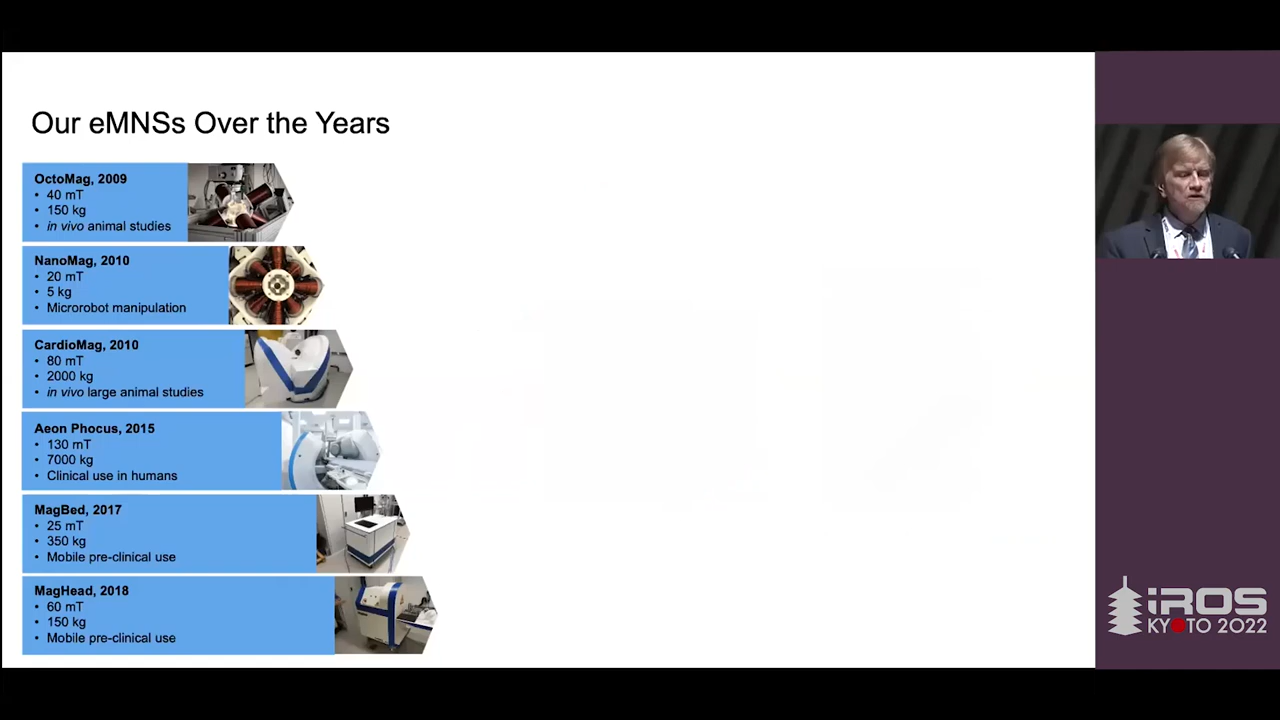 Our eMNSs Over the Years
OctoMag, 2009
• 40 mT
• 150 kg
• in vivo animal studies
NanoMag, 2010
• 20 mT
• 5 kg
• Microrobot manipulation
CardioMag, 2010
• 80 mT
• 2000 kg
• in vivo large animal studies
Aeon Phocus, 2015
• 130 mT
• 7000 kg
• Clinical use in humans
MagBed, 2017
• 25 mT
• 350 kg
• Mobile pre-clinical use
MagHead, 2018
• 60 mT
• 150 kg
• Mobile pre-clinical use
iROS
KYOTO 2022